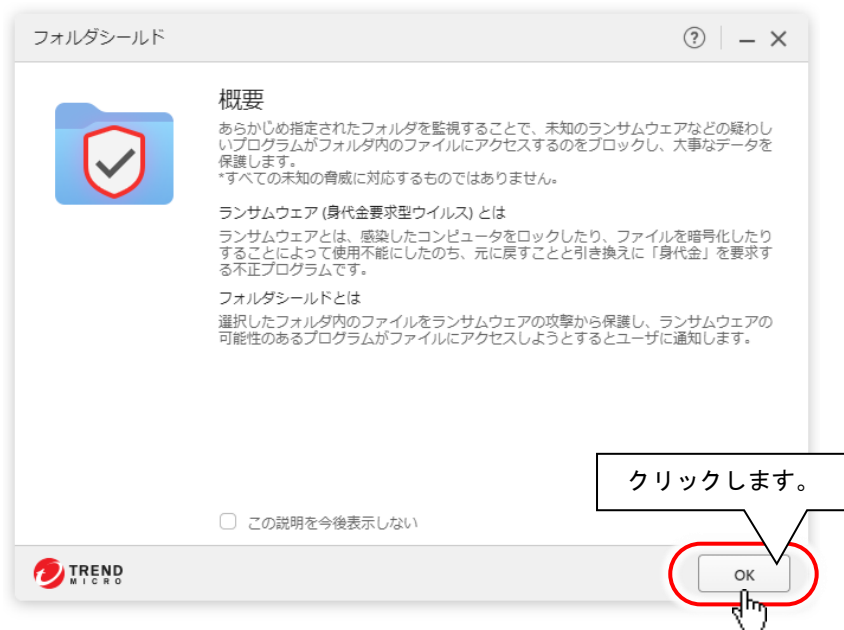 フォルダシールド
概要
あらかじめ指定されたフォルダを監視することで、未知のランサムウェアなどの疑わし
いプログラムがフォルダ内のファイルにアクセスするのをブロックし、大事なデータを
保護します。
*すべての未知の脅威に対応するものではありません。
ランサムウェア (身代金要求型ウイルス) とは
ランサムウェアとは、感染したコンピュータをロックしたり、ファイルを暗号化したり
することによって使用不能にしたのち、元に戻すことと引き換えに「身代金」を要求す
る不正プログラムです。
フォルダシールドとは
選択したフォルダ内のファイルをランサムウェアの攻撃から保護し、ランサムウェアの
可能性のあるプログラムがファイルにアクセスしようとするとユーザに通知します。
クリックします。
この説明を今後表示しない
TREND
MICRO
OK